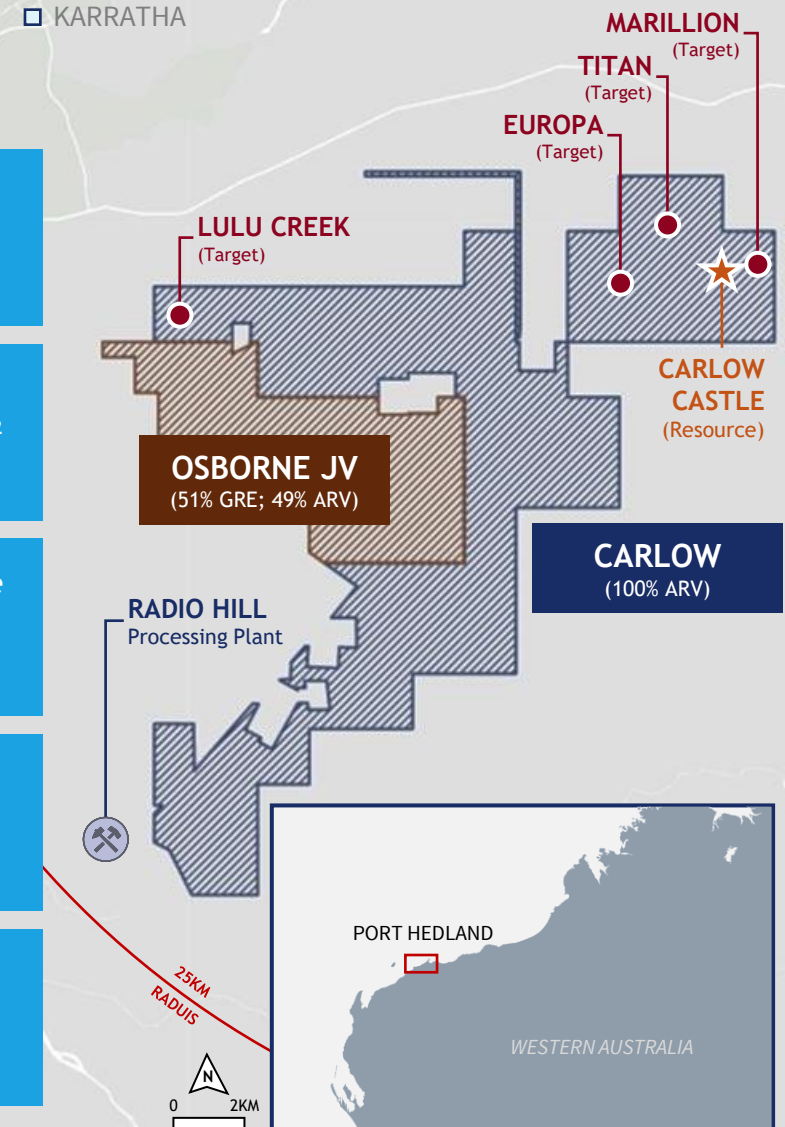 KARRATHA
MARILLION
(Target)
TITAN
(Target)
EUROPA
(Target)
LULU CREEK
(Target)
CARLOW
CASTLE
(Resource)
OSBORNE JV
(51% GRE; 49% ARV)
CARLOW
(100% ARV)
RADIO HILL
Processing Plant
25KM
RADUIS
PORT HEDLAND
WESTERN AUSTRALIA
N
0 2KM